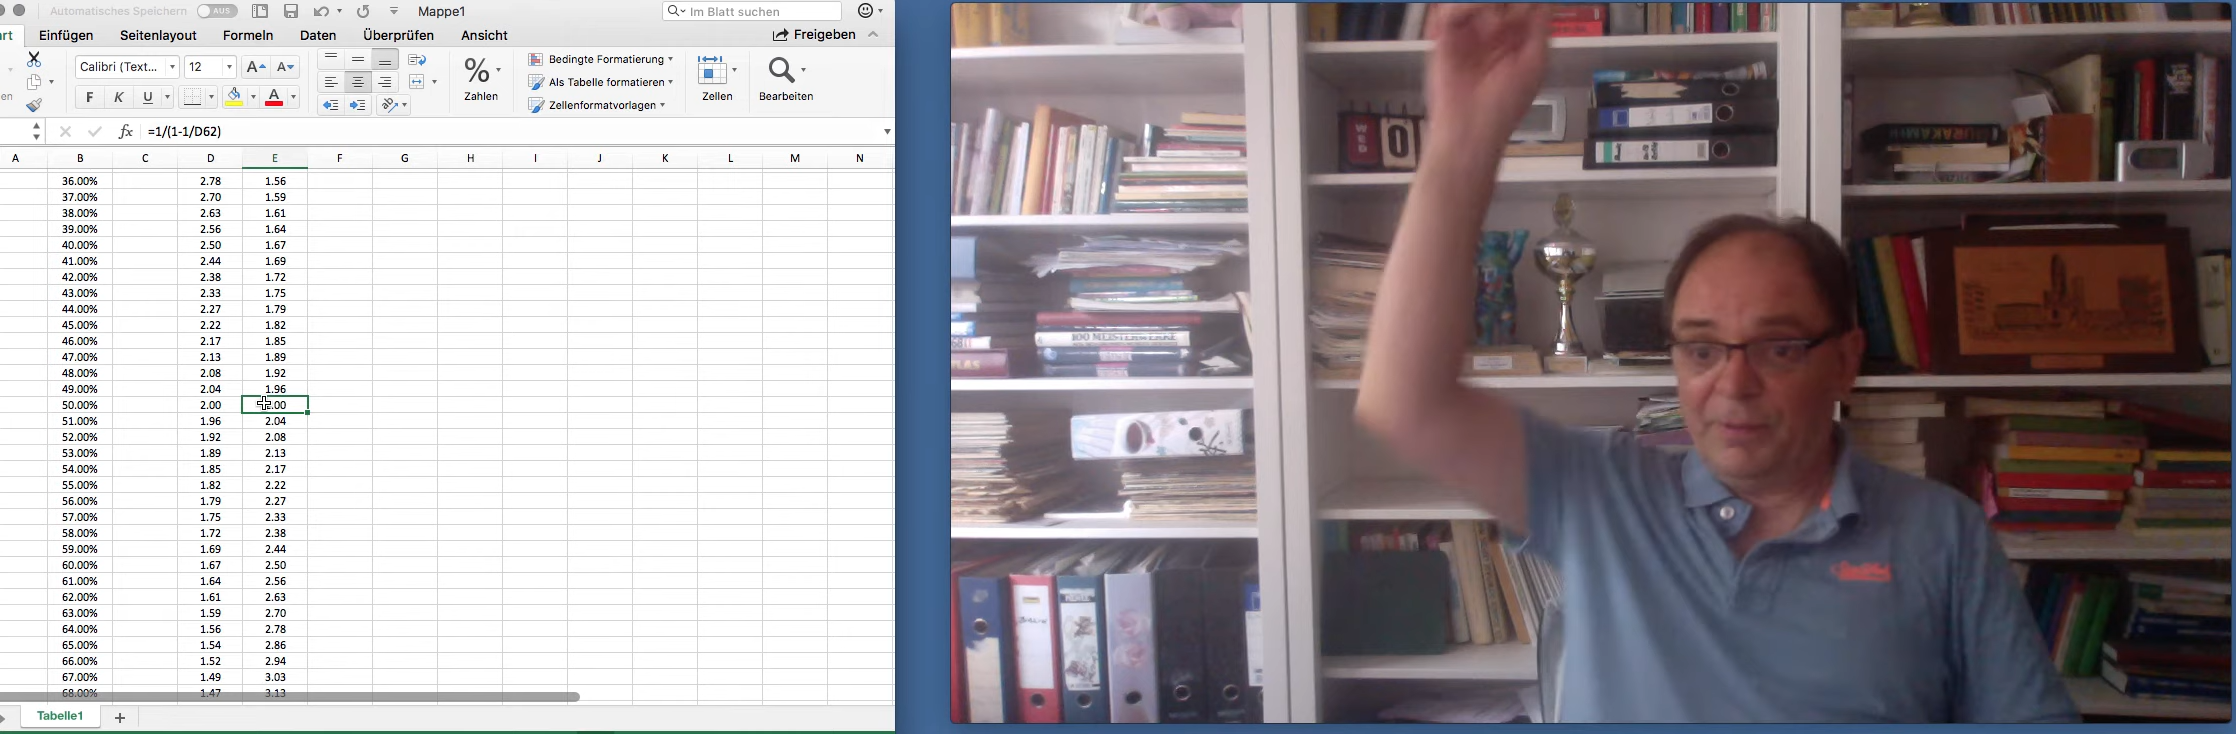 Automatisches Speichern AUS Mappe1 Im Blatt suchen
rt Einfügen Seitenlayout Formeln Daten Überprüfen Ansicht Freigeben
Calibri (Text... 12 A A % Bedingte Formatierung
Als Tabelle formatieren
en F K U A Zahlen Zellenformatvorlagen Zellen Bearbeiten
fx =1/(1-1/D62)
A B C D E F G H I J K L M N
36.00% 2.78 1.56
37.00% 2.70 1.59
38.00% 2.63 1.61
39.00% 2.56 1.64
40.00% 2.50 1.67
41.00% 2.44 1.69
42.00% 2.38 1.72
43.00% 2.33 1.75
44.00% 2.27 1.79
45.00% 2.22 1.82
46.00% 2.17 1.85
47.00% 2.13 1.89
48.00% 2.08 1.92
49.00% 2.04 1.96
50.00% 2.00 .00
51.00% 1.96 2.04
52.00% 1.92 2.08
53.00% 1.89 2.13
54.00% 1.85 2.17
55.00% 1.82 2.22
56.00% 1.79 2.27
57.00% 1.75 2.33
58.00% 1.72 2.38
59.00% 1.69 2.44
60.00% 1.67 2.50
61.00% 1.64 2.56
62.00% 1.61 2.63
63.00% 1.59 2.70
64.00% 1.56 2.78
65.00% 1.54 2.86
66.00% 1.52 2.94
67.00% 1.49 3.03
68.00% 1.47 3.13
Tabelle1
WED
MURAKAMI
100 MEISTERWERKE